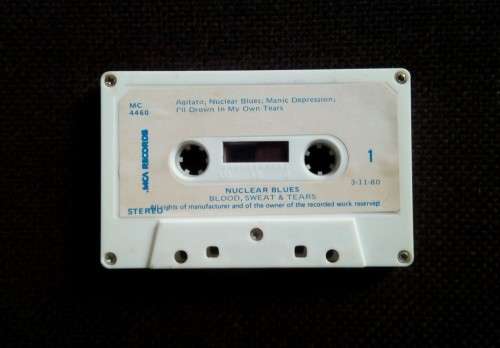 MC Agitato; Nuclear Blues; Manic Depression;
4460 I'll Drown In My Own Tears
MCA RECORDS
1
NUCLEAR BLUES
3-11-80
BLOOD, SWEAT & TEARS
All rights of manufacturer and of the owner of the recorded work reserved
STEREO